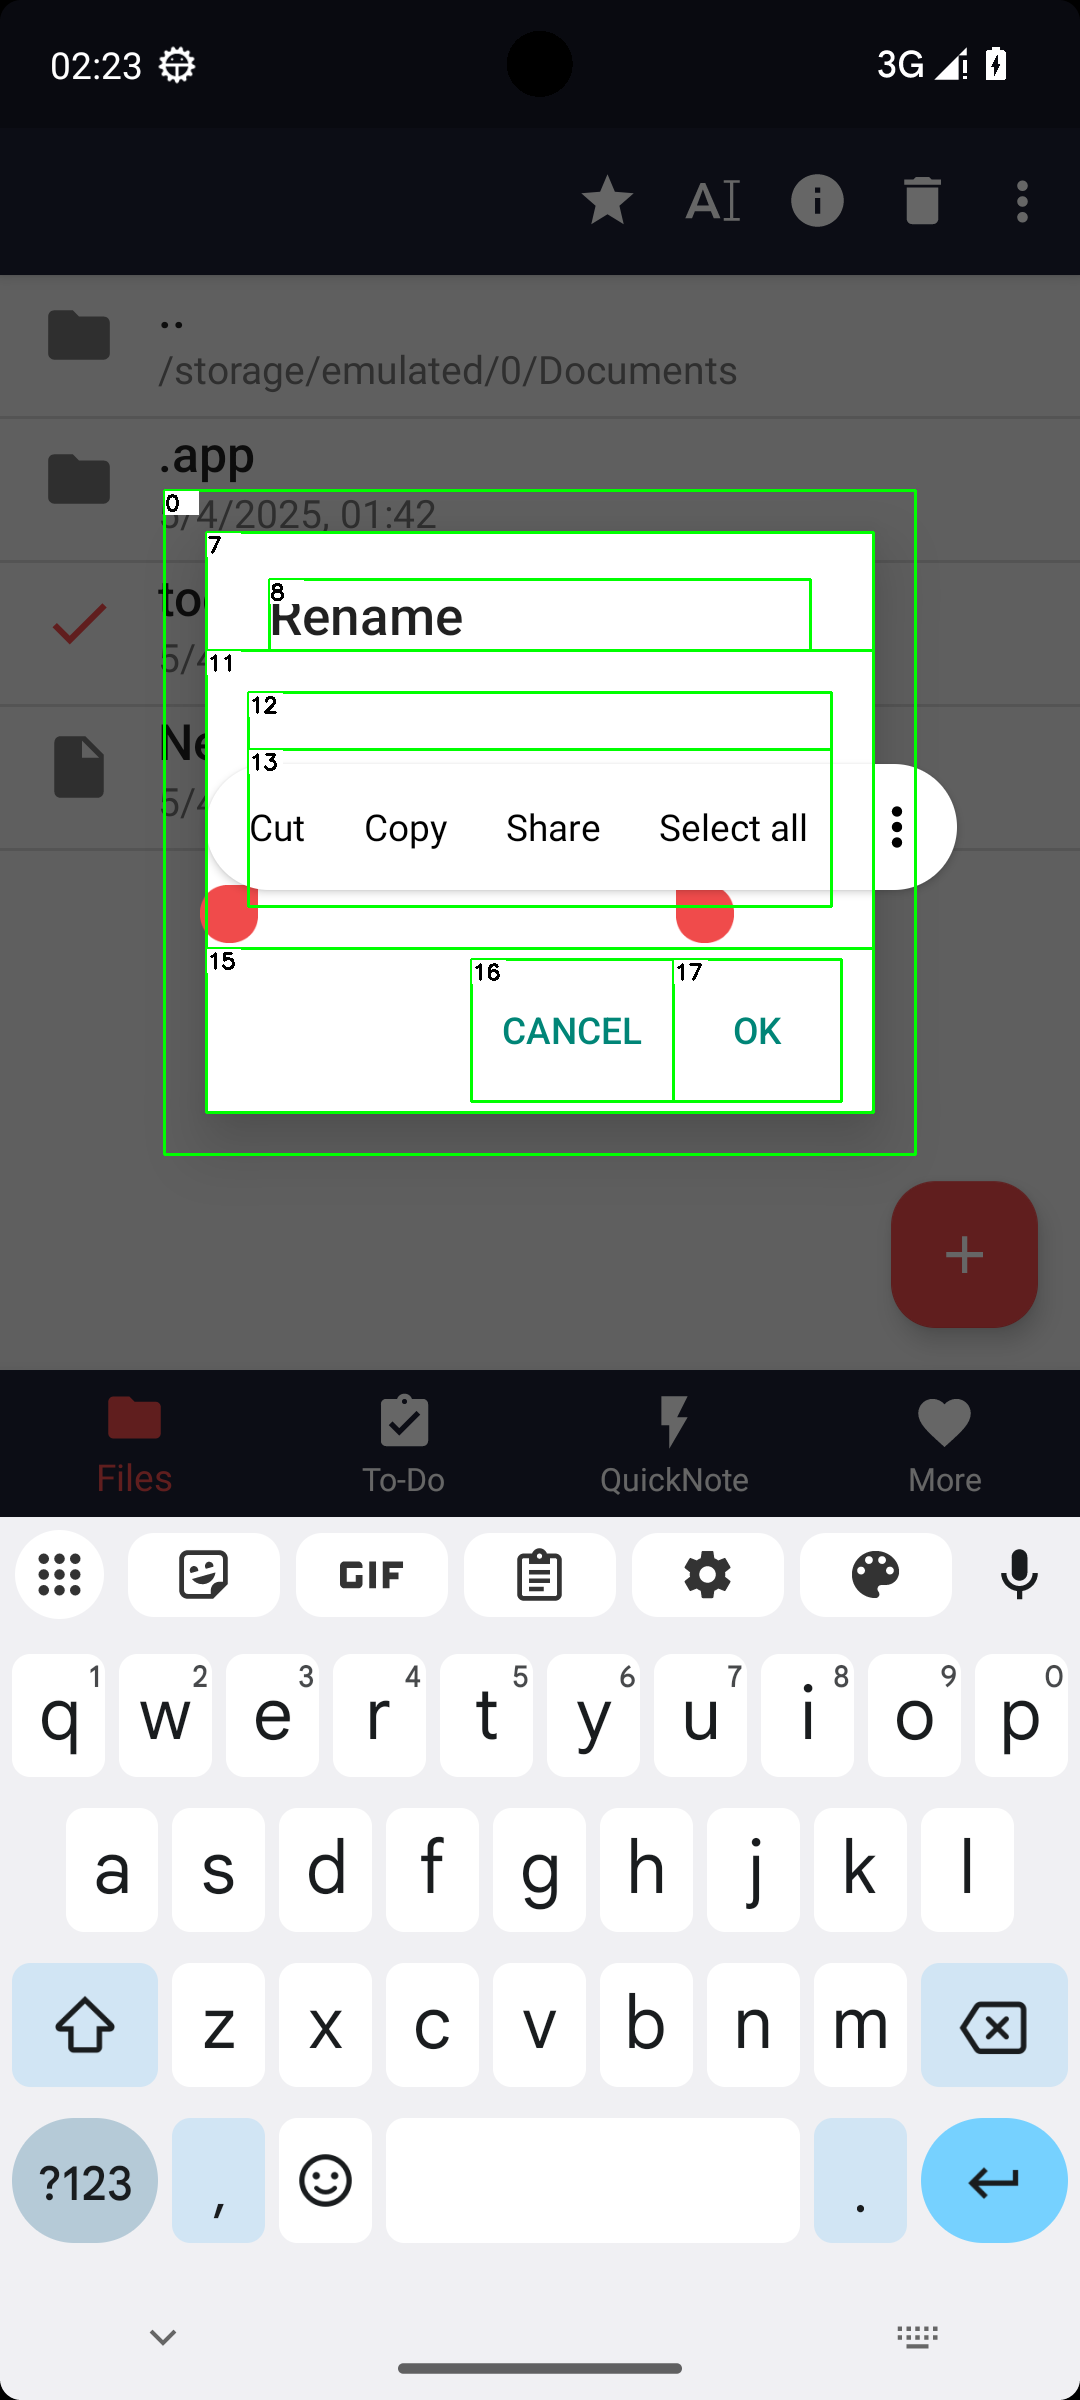 02:23
3G
..
/storage/emulated/0/Documents
.app
5/4/2025, 01:42
0
7
8
Rename
to
5/4
11
12
Ne
13
5/4
Cut
Copy
Share
Select all
15
16
17
CANCEL
OK
Files
To-Do
QuickNote
More
GIF
q 1 w 2 e 3 r 4 t 5 y 6 u 7 i 8 o 9 p 0
a s d f g h j k l
z x c v b n m
?123 , .